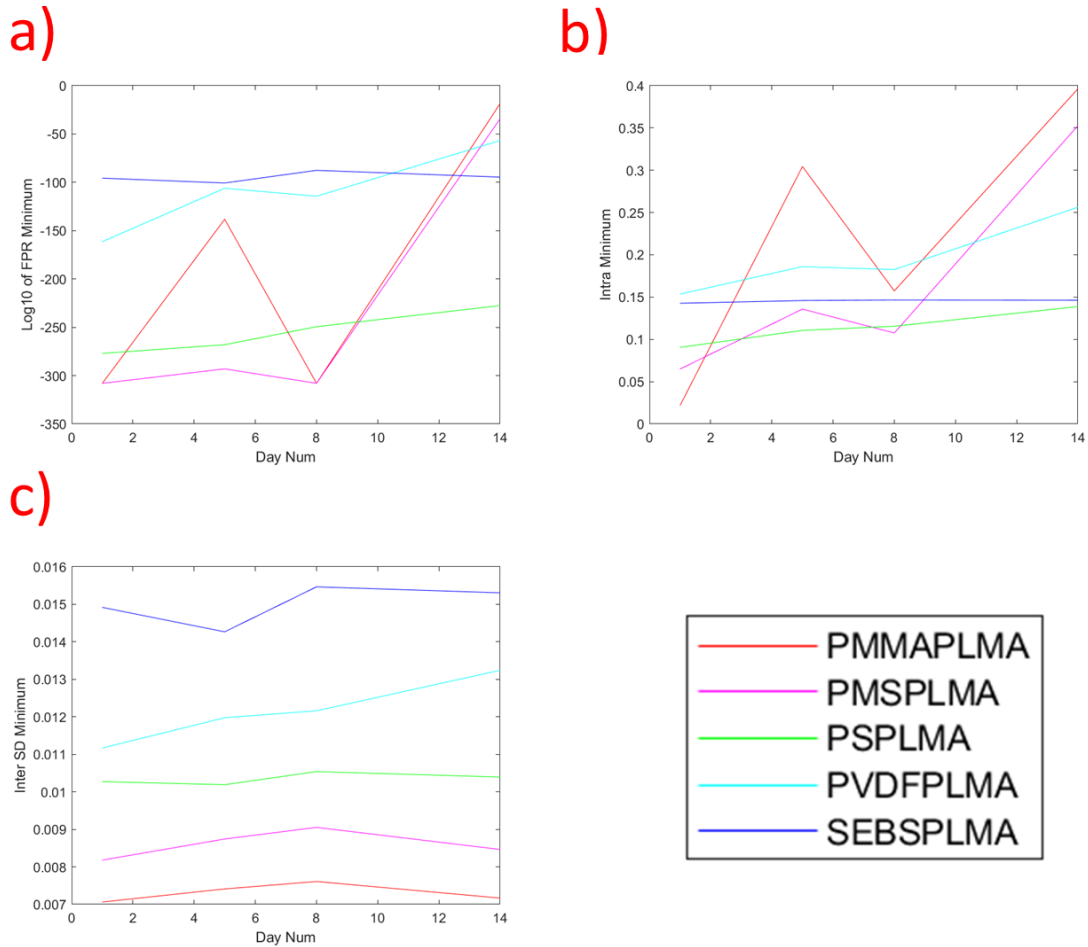 a)
0
-50
-100
-150
-200
-250
-300
-350
Log10 of FPR Minimum
0 2 4 6 8 10 12 14
Day Num
b)
0.4
0.35
0.3
0.25
0.2
0.15
0.1
0.05
0
Intra Minimum
0 2 4 6 8 10 12 14
Day Num
c)
0.016
0.015
0.014
0.013
0.012
0.011
0.01
0.009
0.008
0.007
Inter SD Minimum
0 2 4 6 8 10 12 14
Day Num
PMMAPLMA
PMSPLMA
PSPLMA
PVDFPLMA
SEBSPLMA